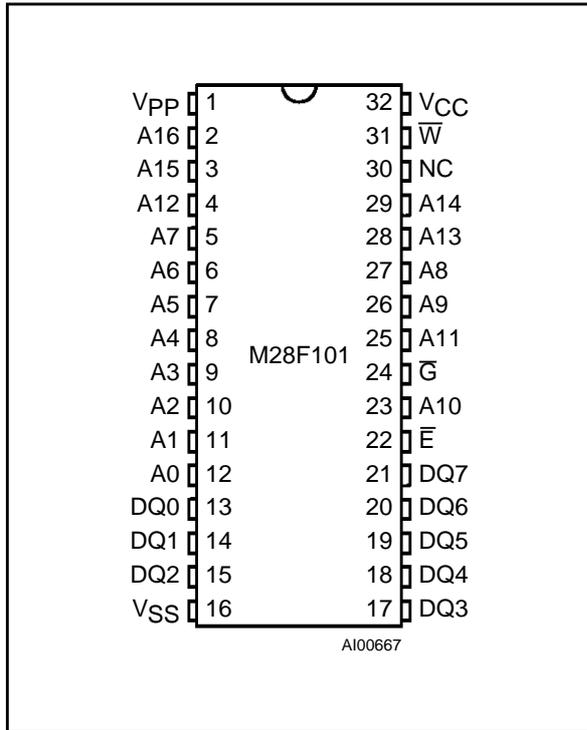 VPP 1 32 VCC
A16 2 31 W̅
A15 3 30 NC
A12 4 29 A14
A7 5 28 A13
A6 6 27 A8
A5 7 26 A9
A4 8 25 A11
M28F101
A3 9 24 G̅
A2 10 23 A10
A1 11 22 E̅
A0 12 21 DQ7
DQ0 13 20 DQ6
DQ1 14 19 DQ5
DQ2 15 18 DQ4
VSS 16 17 DQ3
AI00667